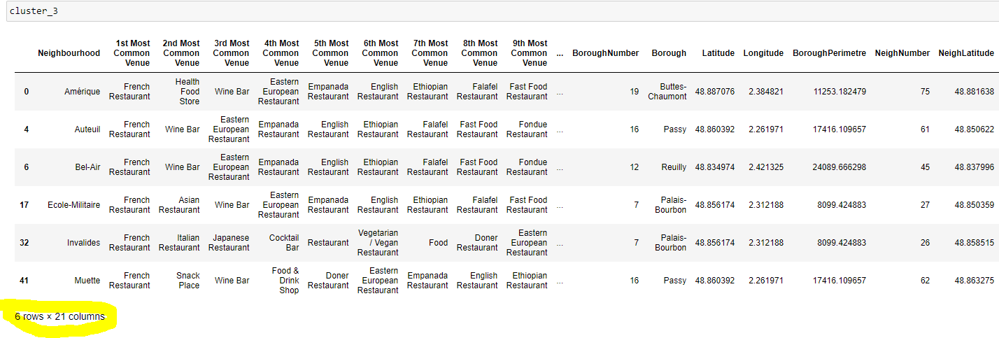 cluster_3
Neighbourhood 1st Most Common Venue 2nd Most Common Venue 3rd Most Common Venue 4th Most Common Venue 5th Most Common Venue 6th Most Common Venue 7th Most Common Venue 8th Most Common Venue 9th Most Common Venue ... BoroughNumber Borough Latitude Longitude BoroughPerimetre NeighNumber NeighLatitude
0 Amérique French Restaurant Health Food Store Wine Bar Eastern European Restaurant Empanada Restaurant English Restaurant Ethiopian Restaurant Falafel Restaurant Fast Food Restaurant ... 19 Buttes-Chaumont 48.887076 2.384821 11253.182479 75 48.881638
4 Auteuil French Restaurant Wine Bar Eastern European Restaurant Empanada Restaurant English Restaurant Ethiopian Restaurant Falafel Restaurant Fast Food Restaurant Fondue Restaurant ... 16 Passy 48.860392 2.261971 17416.109657 61 48.850622
6 Bel-Air French Restaurant Wine Bar Eastern European Restaurant Empanada Restaurant English Restaurant Ethiopian Restaurant Falafel Restaurant Fast Food Restaurant Fondue Restaurant ... 12 Reuilly 48.834974 2.421325 24089.666298 45 48.837996
17 Ecole-Militaire French Restaurant Asian Restaurant Wine Bar Eastern European Restaurant Empanada Restaurant English Restaurant Ethiopian Restaurant Falafel Restaurant Fast Food Restaurant ... 7 Palais-Bourbon 48.856174 2.312188 8099.424883 27 48.850359
32 Invalides French Restaurant Italian Restaurant Japanese Restaurant Cocktail Bar Restaurant Vegetarian / Vegan Restaurant Food Doner Restaurant Eastern European Restaurant ... 7 Palais-Bourbon 48.856174 2.312188 8099.424883 26 48.858515
41 Muette French Restaurant Snack Place Wine Bar Food & Drink Shop Doner Restaurant Eastern European Restaurant Empanada Restaurant English Restaurant Ethiopian Restaurant ... 16 Passy 48.860392 2.261971 17416.109657 62 48.863275
6 rows × 21 columns